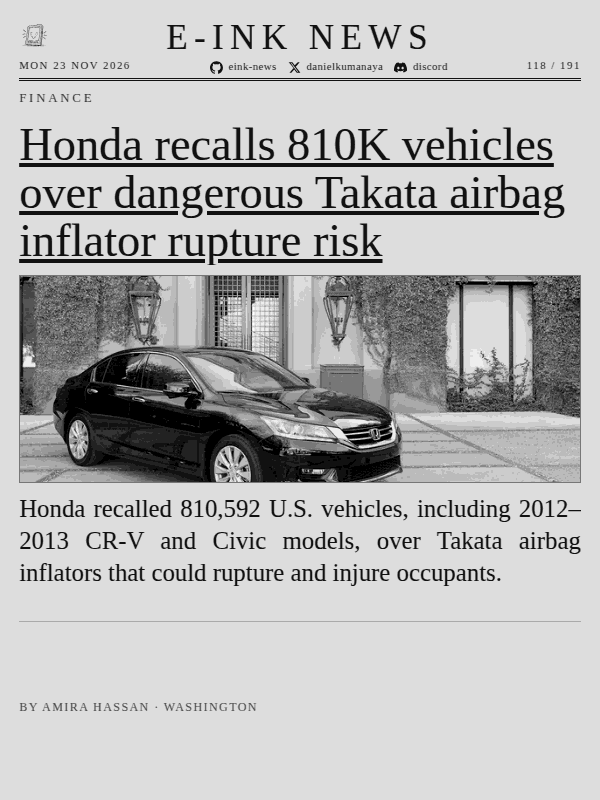 E-INK NEWS
MON 23 NOV 2026
eink-news danielkumanaya discord
118 / 191
FINANCE
Honda recalls 810K vehicles
over dangerous Takata airbag
inflator rupture risk
Honda recalled 810,592 U.S. vehicles, including 2012–
2013 CR-V and Civic models, over Takata airbag
inflators that could rupture and injure occupants.
BY AMIRA HASSAN · WASHINGTON